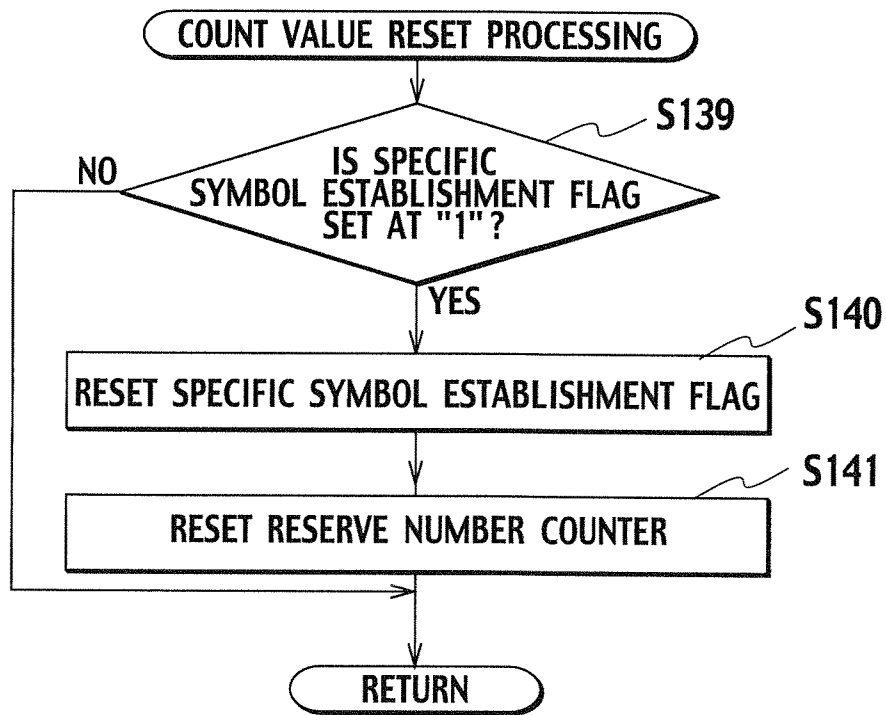 COUNT VALUE RESET PROCESSING
S139
NO
IS SPECIFIC
SYMBOL ESTABLISHMENT FLAG
SET AT "1"?
YES
S140
RESET SPECIFIC SYMBOL ESTABLISHMENT FLAG
S141
RESET RESERVE NUMBER COUNTER
RETURN